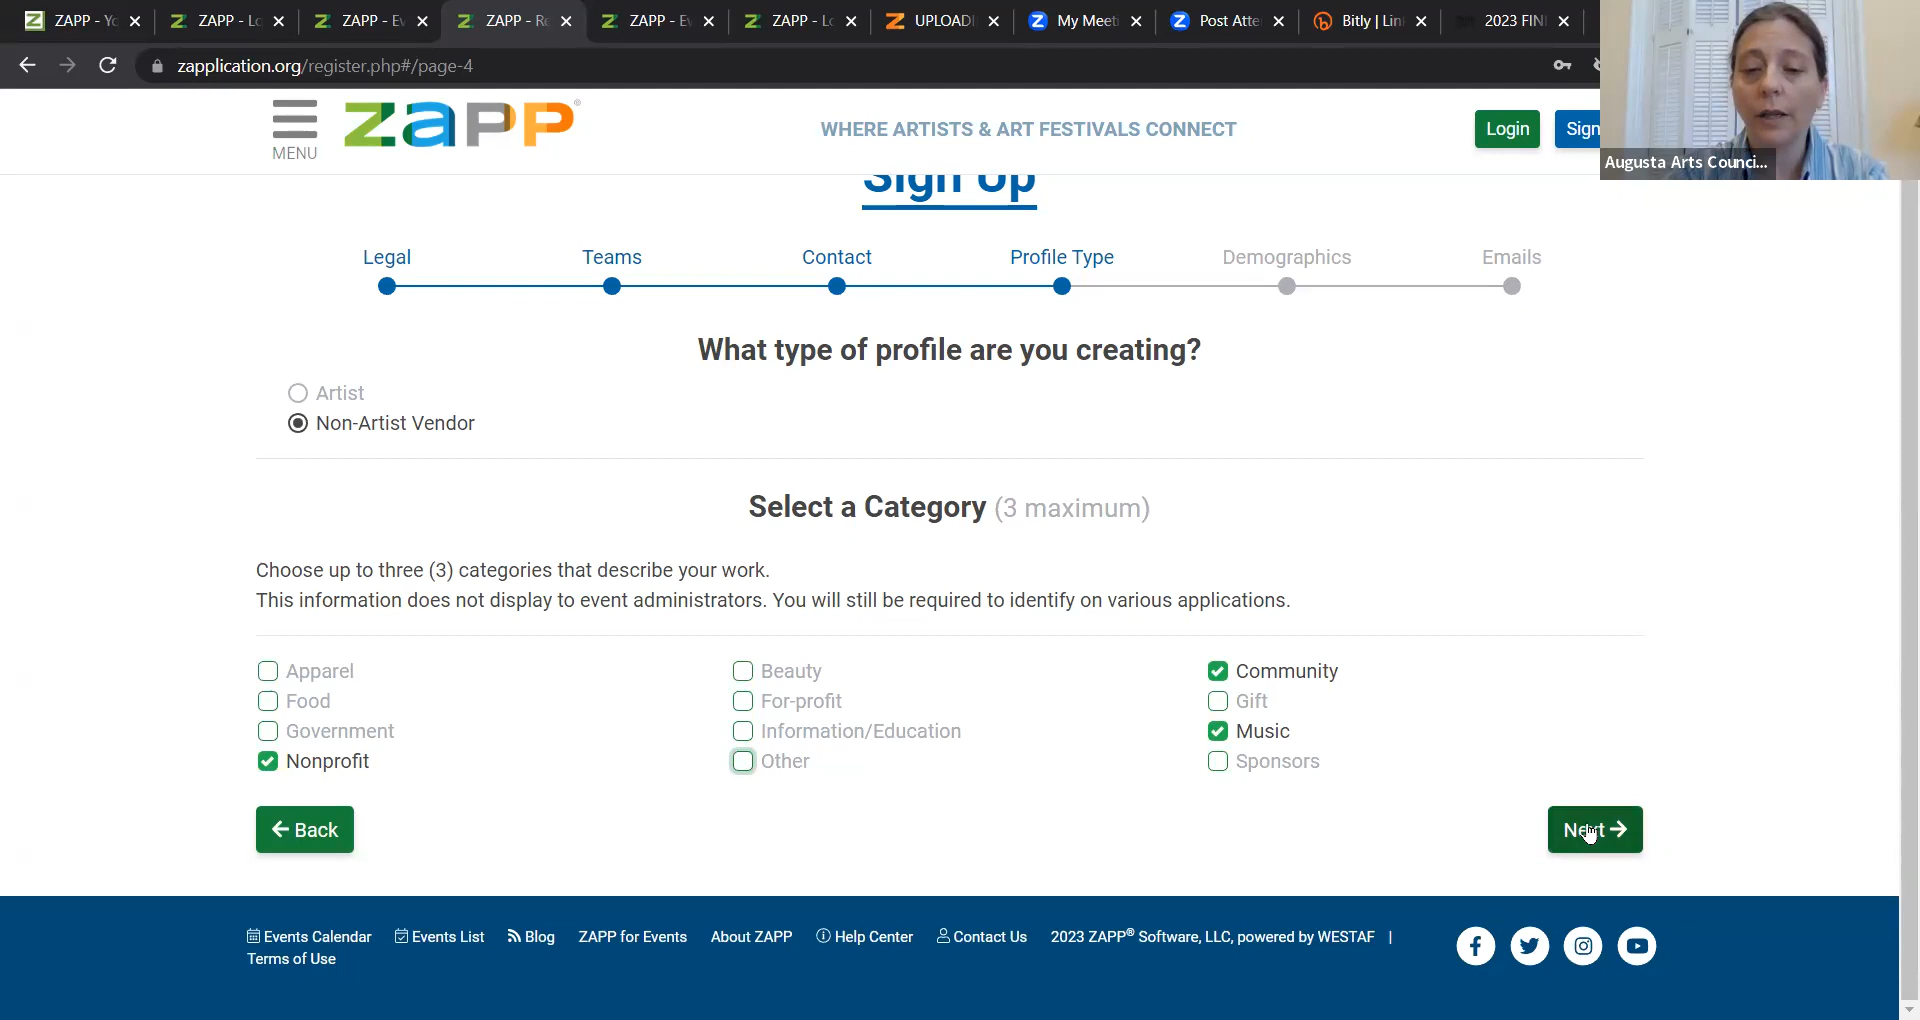 ZAPP - Yo
ZAPP - Lo
ZAPP - Ev
ZAPP - Re
ZAPP - Ev
ZAPP - Lo
UPLOADI
My Meet
Post Atte
Bitly | Lin
2023 FIN
zapplication.org/register.php#/page-4
MENU
zapp®
WHERE ARTISTS & ART FESTIVALS CONNECT
Login
Sign
Augusta Arts Counci...
Sign Up
Legal
Teams
Contact
Profile Type
Demographics
Emails
What type of profile are you creating?
Artist
Non-Artist Vendor
Select a Category (3 maximum)
Choose up to three (3) categories that describe your work.
This information does not display to event administrators. You will still be required to identify on various applications.
Apparel
Beauty
Community
Food
For-profit
Gift
Government
Information/Education
Music
Nonprofit
Other
Sponsors
Back
Next
Events Calendar
Events List
Blog
ZAPP for Events
About ZAPP
Help Center
Contact Us
2023 ZAPP® Software, LLC, powered by WESTAF |
Terms of Use